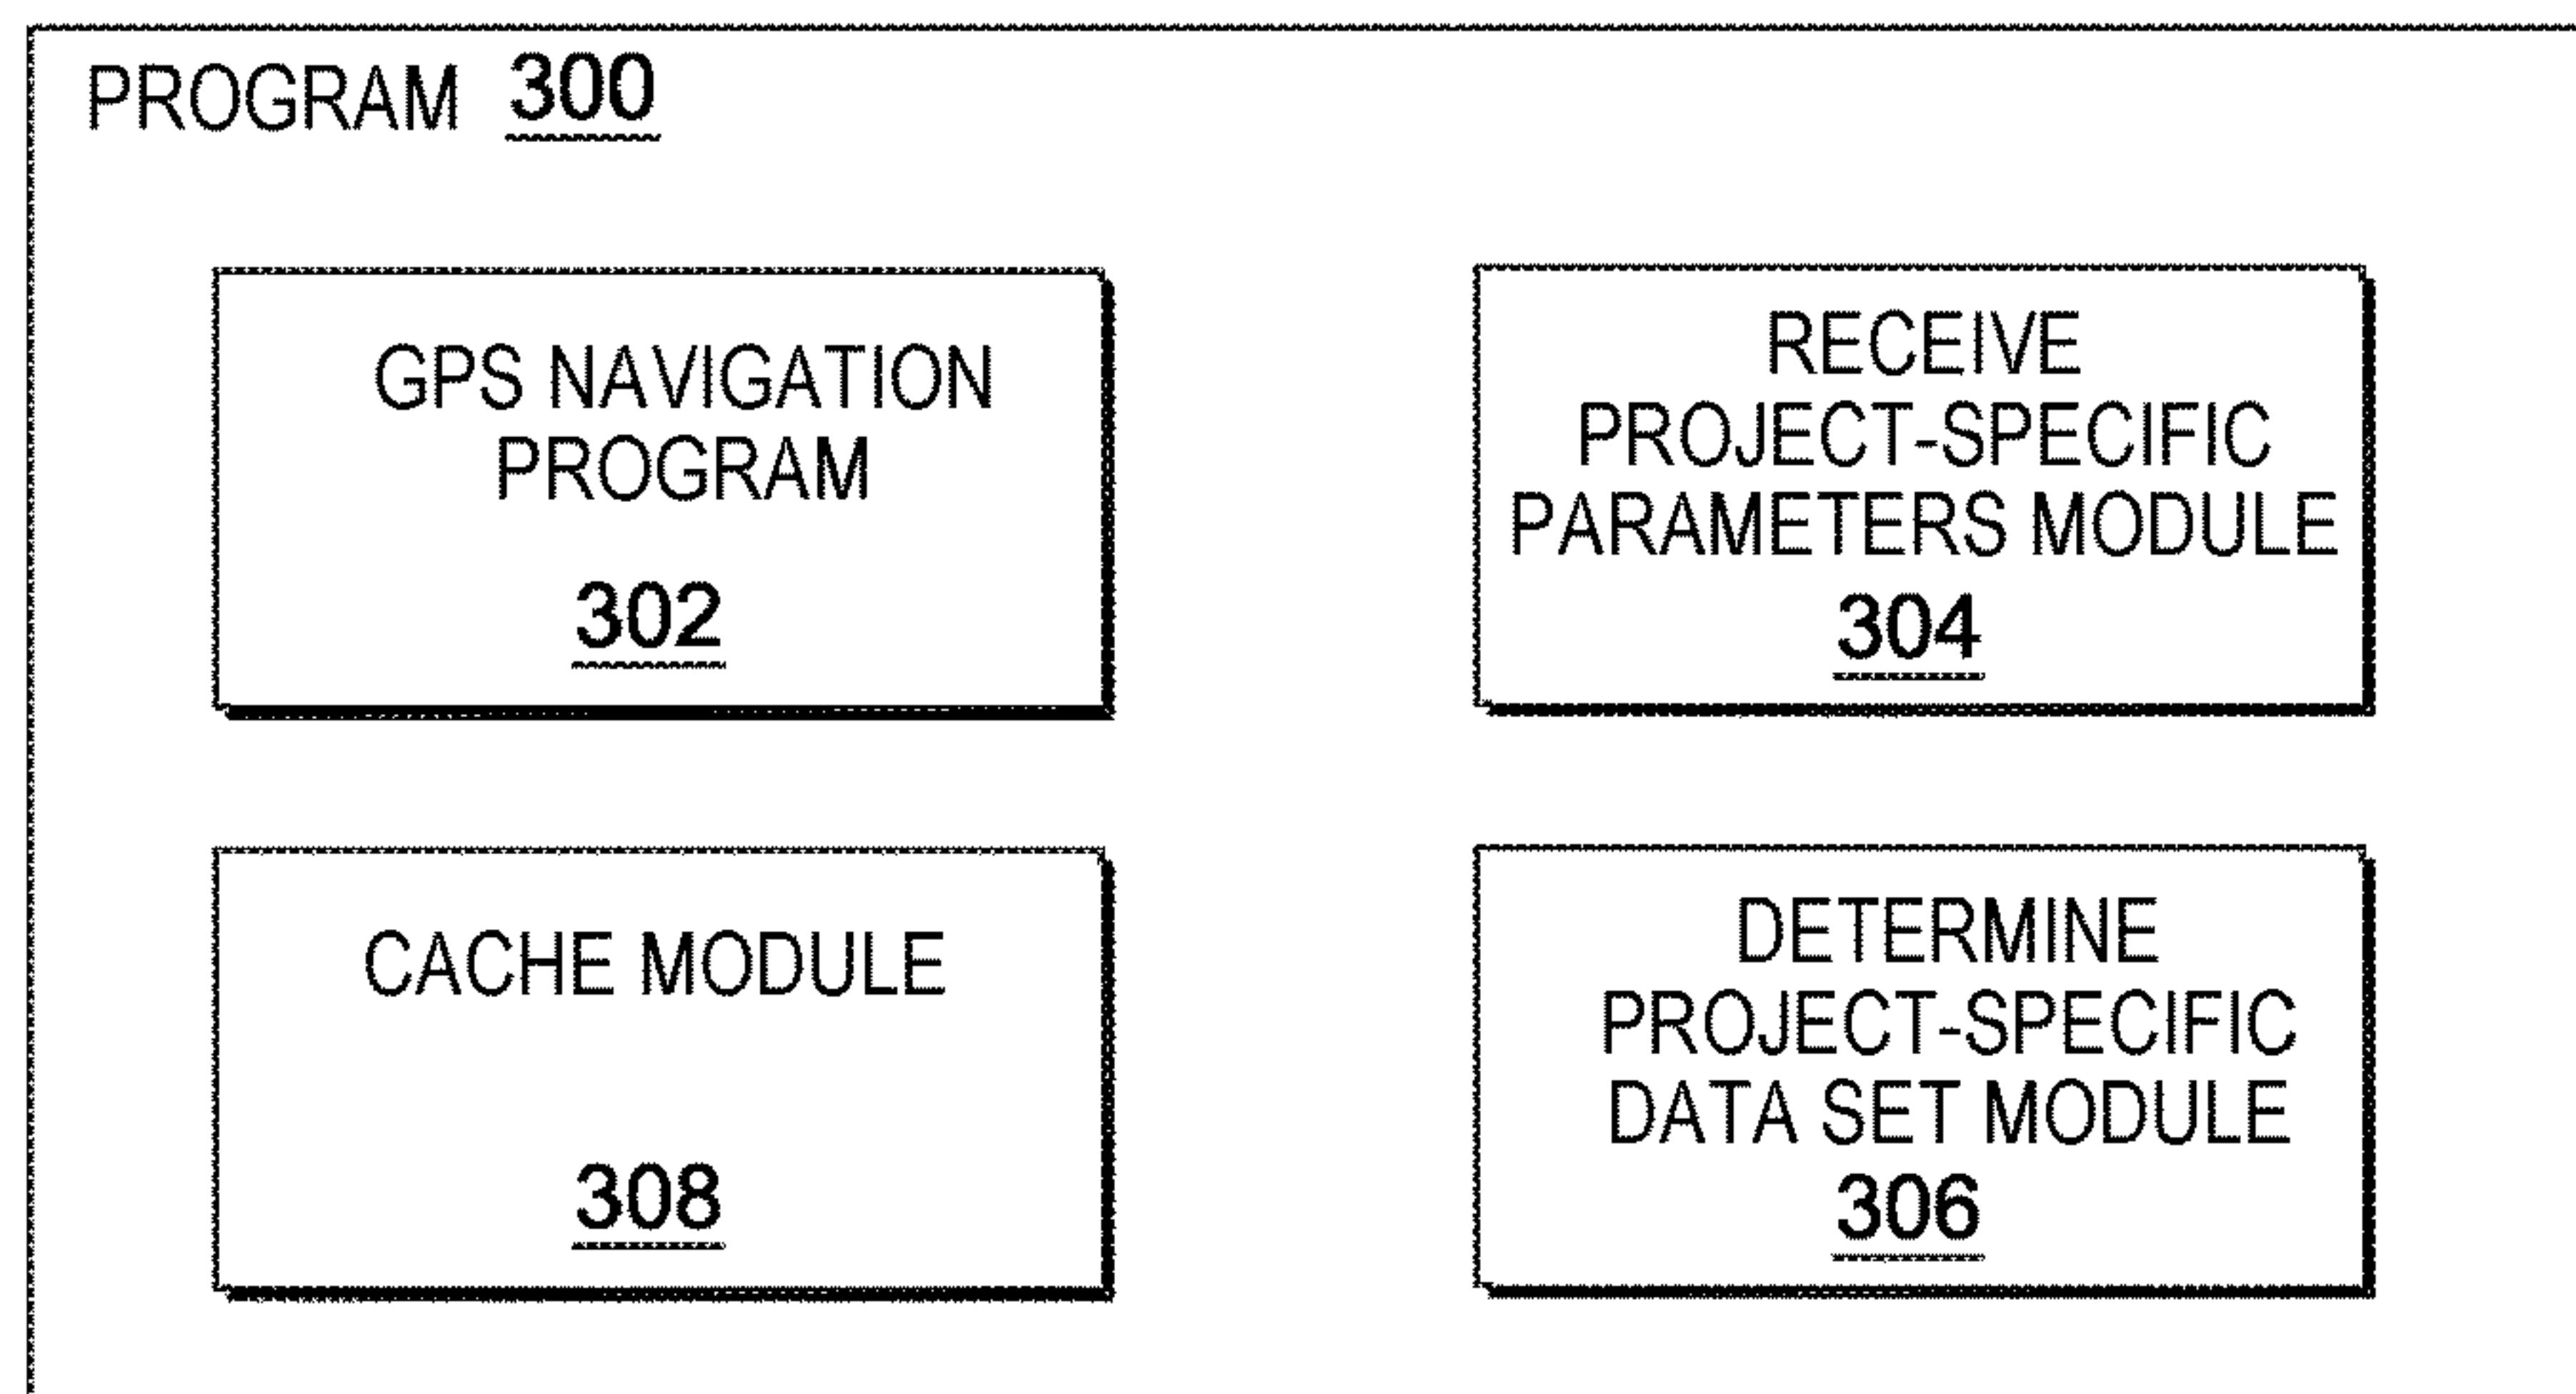 PROGRAM 300
GPS NAVIGATION
PROGRAM
302
RECEIVE
PROJECT-SPECIFIC
PARAMETERS MODULE
304
CACHE MODULE
308
DETERMINE
PROJECT-SPECIFIC
DATA SET MODULE
306